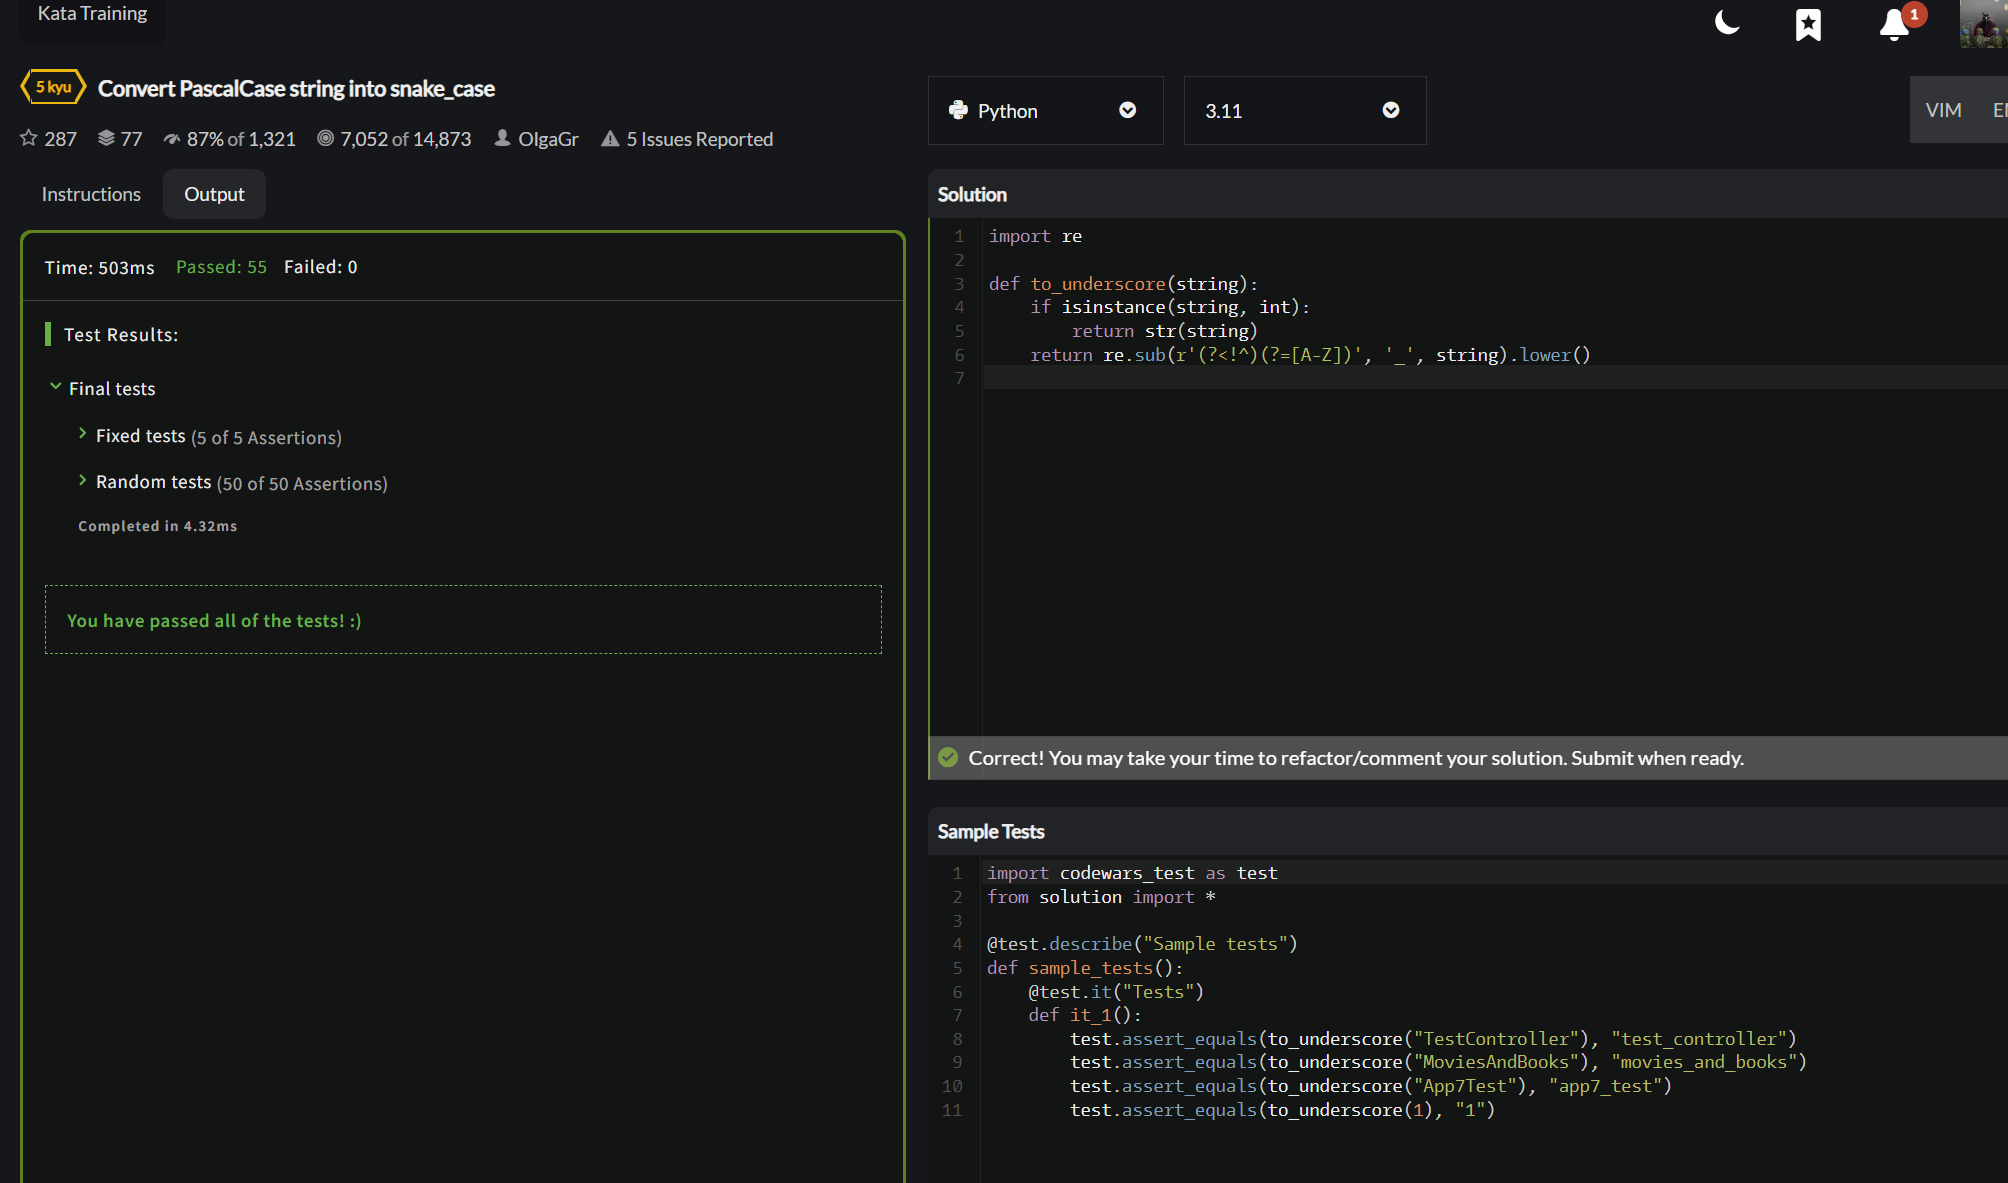 Kata Training
1
5 kyu
Convert PascalCase string into snake_case
287
77
87% of 1,321
7,052 of 14,873
OlgaGr
5 Issues Reported
Python
3.11
VIM
Instructions
Output
Time: 503ms
Passed: 55
Failed: 0
Test Results:
Final tests
Fixed tests (5 of 5 Assertions)
Random tests (50 of 50 Assertions)
Completed in 4.32ms
You have passed all of the tests! :)
Solution
1 import re
2
3 def to_underscore(string):
4     if isinstance(string, int):
5         return str(string)
6     return re.sub(r'(?<!^)(?=[A-Z])', '_', string).lower()
7
Correct! You may take your time to refactor/comment your solution. Submit when ready.
Sample Tests
1 import codewars_test as test
2 from solution import *
3
4 @test.describe("Sample tests")
5 def sample_tests():
6     @test.it("Tests")
7     def it_1():
8         test.assert_equals(to_underscore("TestController"), "test_controller")
9         test.assert_equals(to_underscore("MoviesAndBooks"), "movies_and_books")
10         test.assert_equals(to_underscore("App7Test"), "app7_test")
11         test.assert_equals(to_underscore(1), "1")